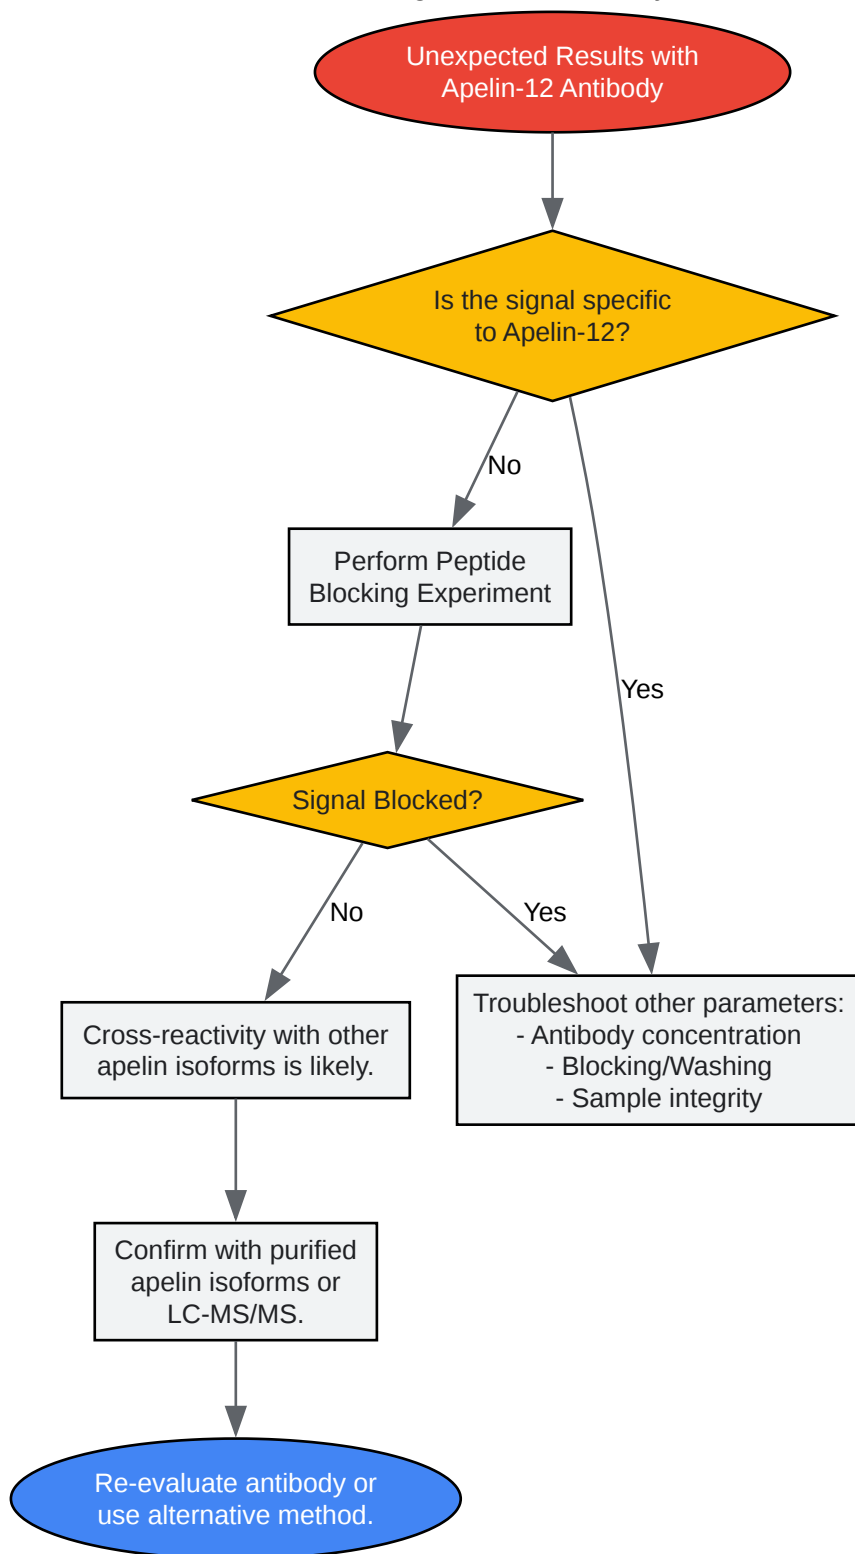 Unexpected Results with
Apelin-12 Antibody
Is the signal specific
to Apelin-12?
No
Perform Peptide
Blocking Experiment
Yes
Signal Blocked?
No
Yes
Troubleshoot other parameters:
- Antibody concentration
- Blocking/Washing
- Sample integrity
Cross-reactivity with other
apelin isoforms is likely.
Confirm with purified
apelin isoforms or
LC-MS/MS.
Re-evaluate antibody or
use alternative method.